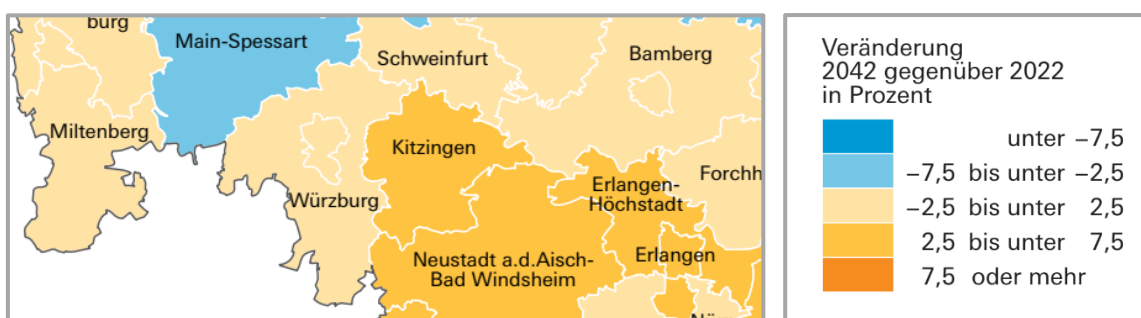 burg
Main-Spessart
Schweinfurt
Bamberg
Miltenberg
Kitzingen
Würzburg
Erlangen-
Höchstadt
Forchh
Neustadt a.d.Aisch-
Bad Windsheim
Erlangen
Veränderung
2042 gegenüber 2022
in Prozent
unter −7,5
−7,5 bis unter −2,5
−2,5 bis unter 2,5
2,5 bis unter 7,5
7,5 oder mehr